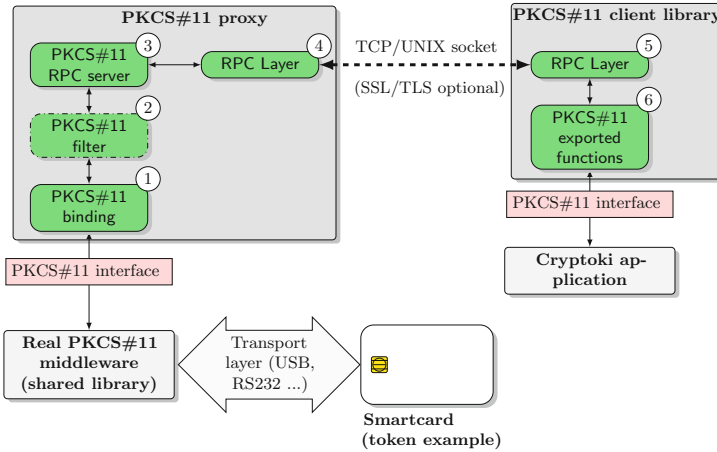 PKCS#11 proxy
PKCS#11 client library
3
PKCS#11
RPC server
4
RPC Layer
TCP/UNIX socket
(SSL/TLS optional)
5
RPC Layer
2
PKCS#11
filter
6
PKCS#11
exported
functions
1
PKCS#11
binding
PKCS#11 interface
PKCS#11 interface
Cryptoki ap-
plication
Real PKCS#11
middleware
(shared library)
Transport
layer (USB,
RS232 ...)
Smartcard
(token example)